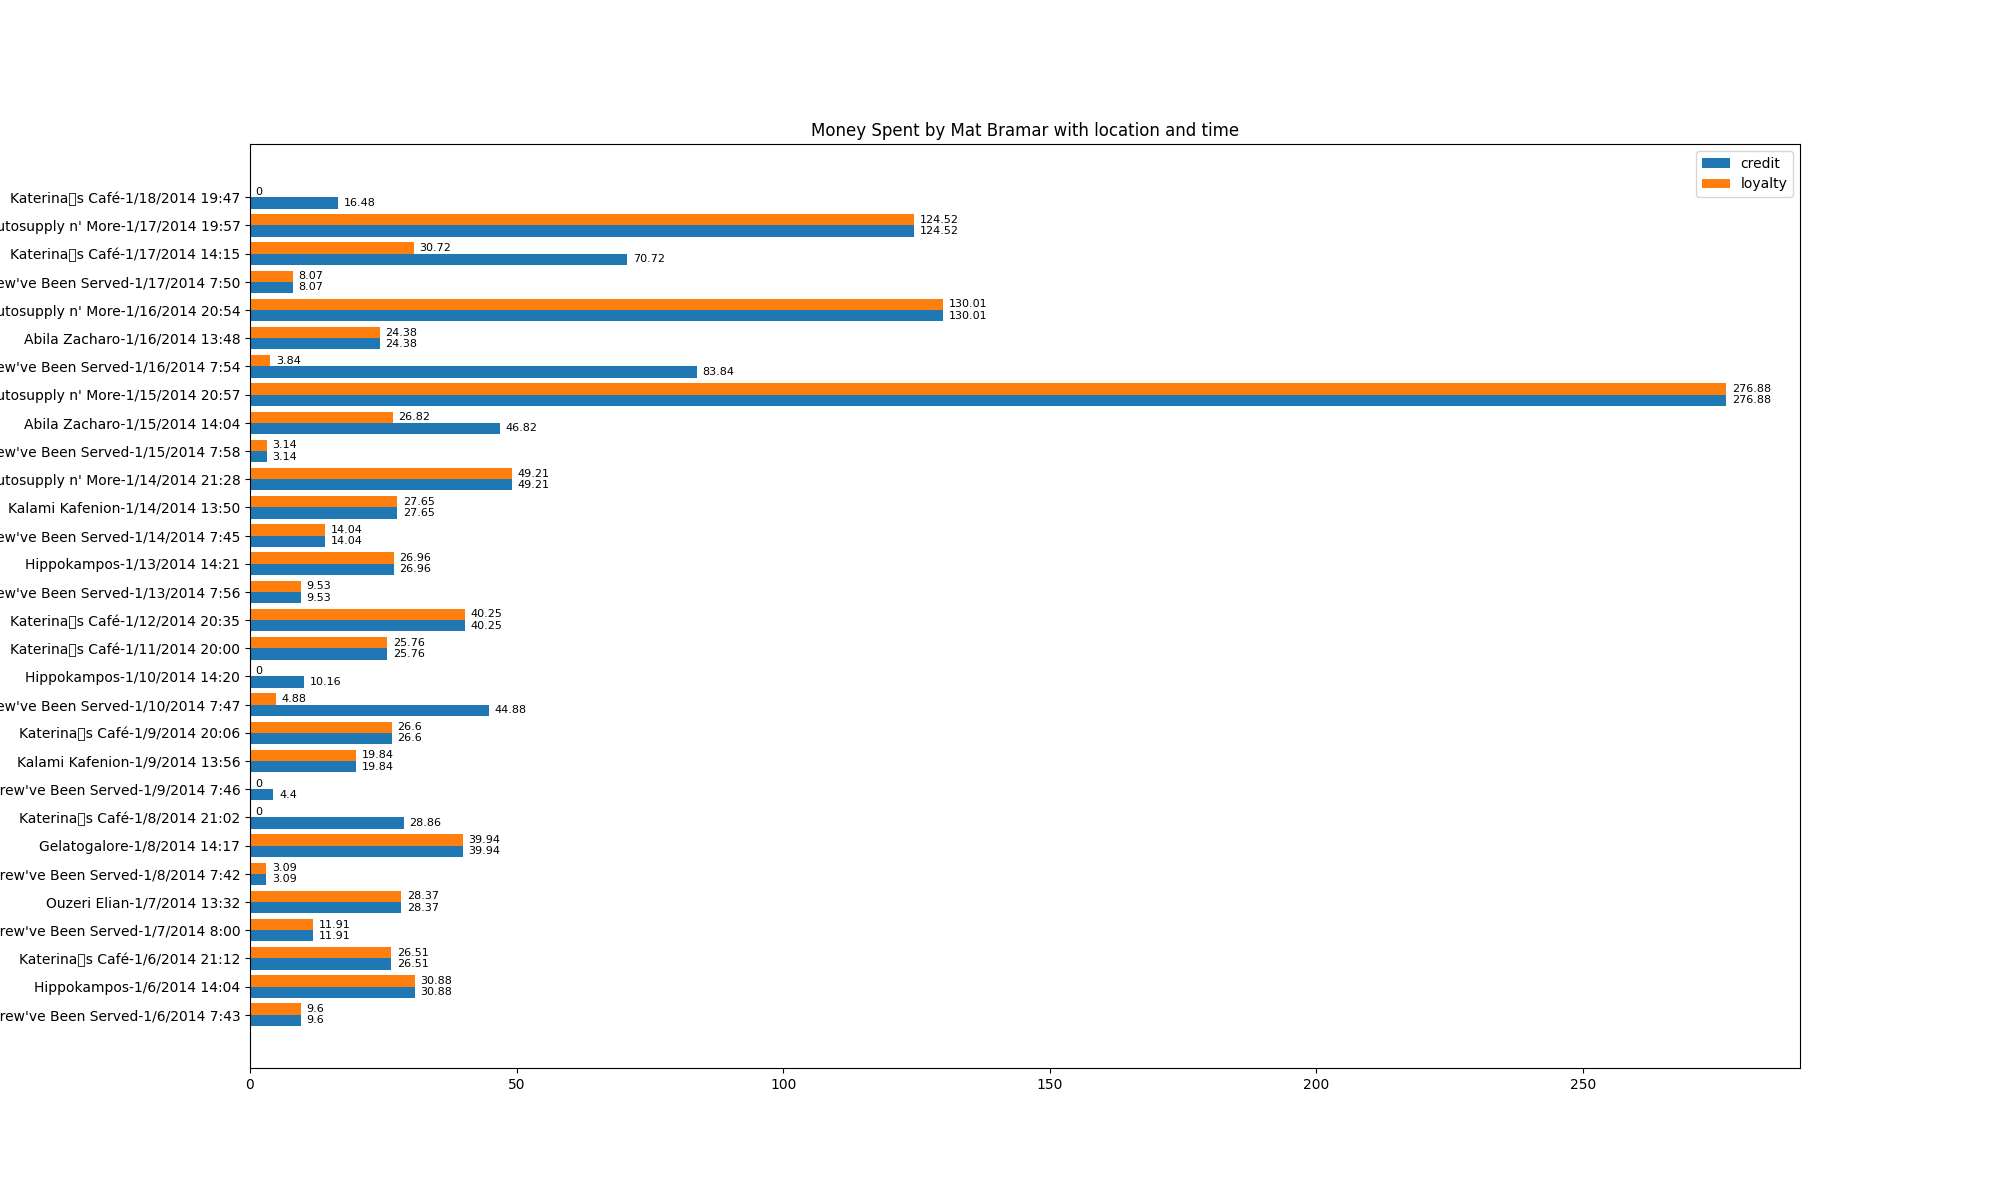 Money Spent by Mat Bramar with location and time
credit
loyalty
Katerina▯s Café-1/18/2014 19:47
0
16.48
utosupply n' More-1/17/2014 19:57
124.52
124.52
Katerina▯s Café-1/17/2014 14:15
30.72
70.72
ew've Been Served-1/17/2014 7:50
8.07
8.07
utosupply n' More-1/16/2014 20:54
130.01
130.01
Abila Zacharo-1/16/2014 13:48
24.38
24.38
ew've Been Served-1/16/2014 7:54
3.84
83.84
utosupply n' More-1/15/2014 20:57
276.88
276.88
Abila Zacharo-1/15/2014 14:04
26.82
46.82
ew've Been Served-1/15/2014 7:58
3.14
3.14
utosupply n' More-1/14/2014 21:28
49.21
49.21
Kalami Kafenion-1/14/2014 13:50
27.65
27.65
ew've Been Served-1/14/2014 7:45
14.04
14.04
Hippokampos-1/13/2014 14:21
26.96
26.96
ew've Been Served-1/13/2014 7:56
9.53
9.53
Katerina▯s Café-1/12/2014 20:35
40.25
40.25
Katerina▯s Café-1/11/2014 20:00
25.76
25.76
Hippokampos-1/10/2014 14:20
0
10.16
ew've Been Served-1/10/2014 7:47
4.88
44.88
Katerina▯s Café-1/9/2014 20:06
26.6
26.6
Kalami Kafenion-1/9/2014 13:56
19.84
19.84
rew've Been Served-1/9/2014 7:46
0
4.4
Katerina▯s Café-1/8/2014 21:02
0
28.86
Gelatogalore-1/8/2014 14:17
39.94
39.94
rew've Been Served-1/8/2014 7:42
3.09
3.09
Ouzeri Elian-1/7/2014 13:32
28.37
28.37
rew've Been Served-1/7/2014 8:00
11.91
11.91
Katerina▯s Café-1/6/2014 21:12
26.51
26.51
Hippokampos-1/6/2014 14:04
30.88
30.88
rew've Been Served-1/6/2014 7:43
9.6
9.6
0 50 100 150 200 250